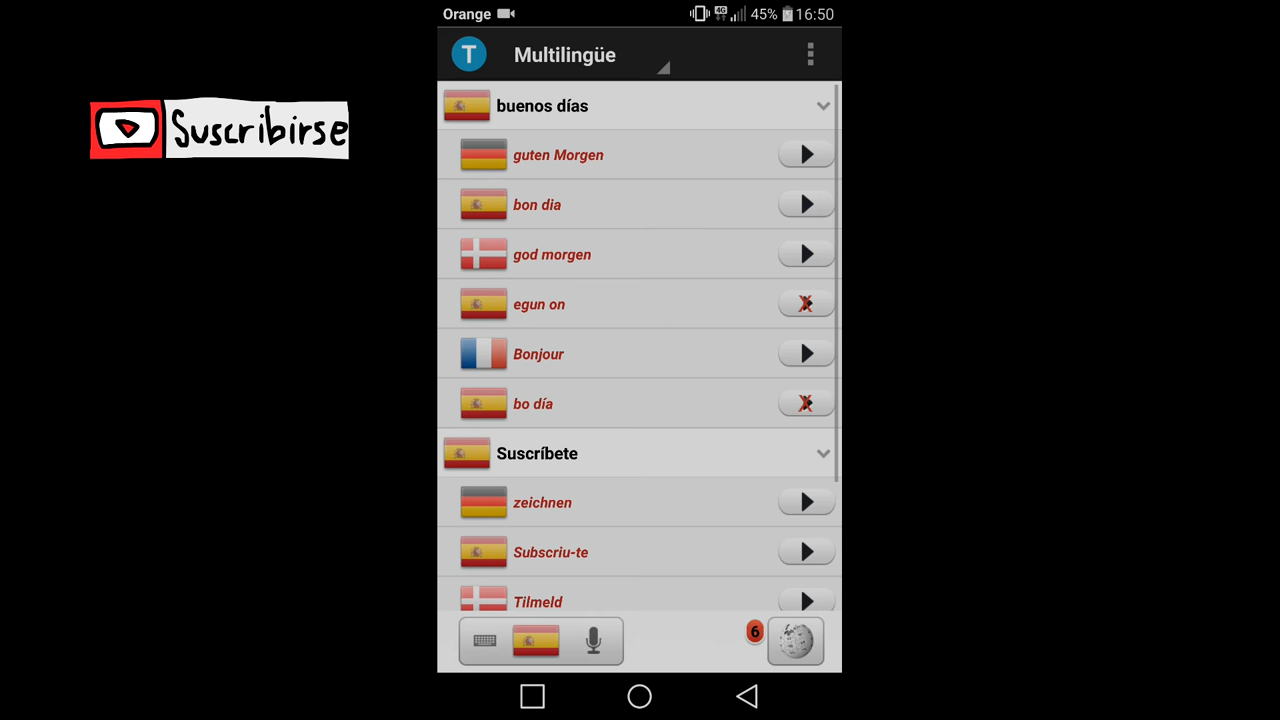 Orange 4G 45% 16:50
T Multilingüe
Suscribirse
buenos días
guten Morgen
bon dia
god morgen
egun on
Bonjour
bo día
Suscríbete
zeichnen
Subscriu-te
Tilmeld
6